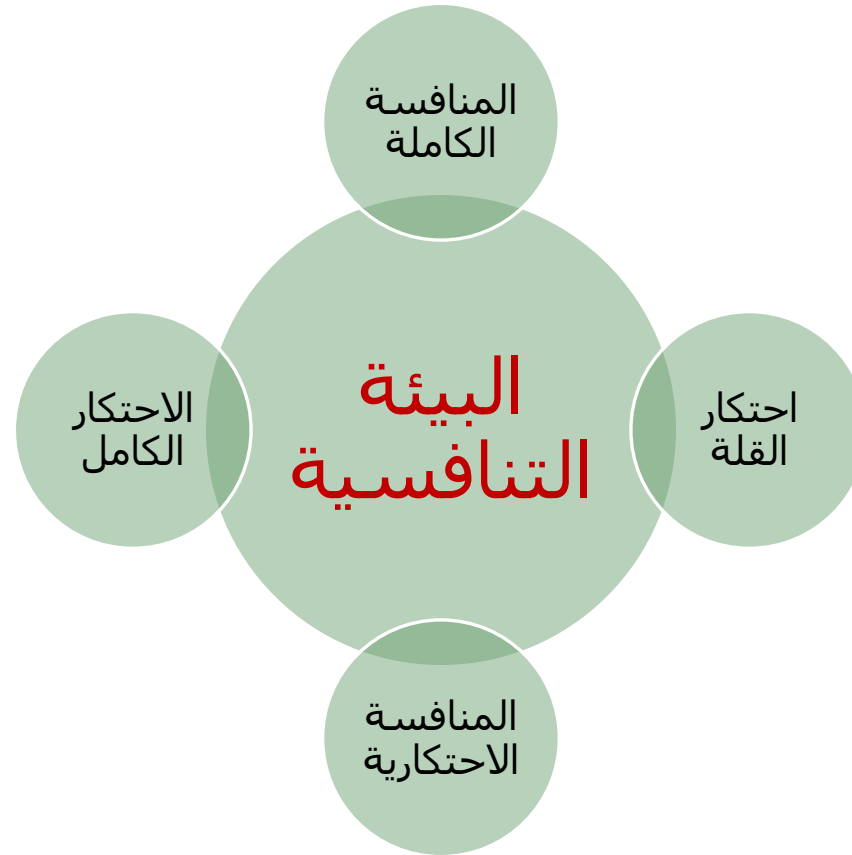 المنافسة
الكاملة
البيئة
التنافسية
احتكار
القلة
المنافسة
الاحتكارية
الاحتكار
الكامل